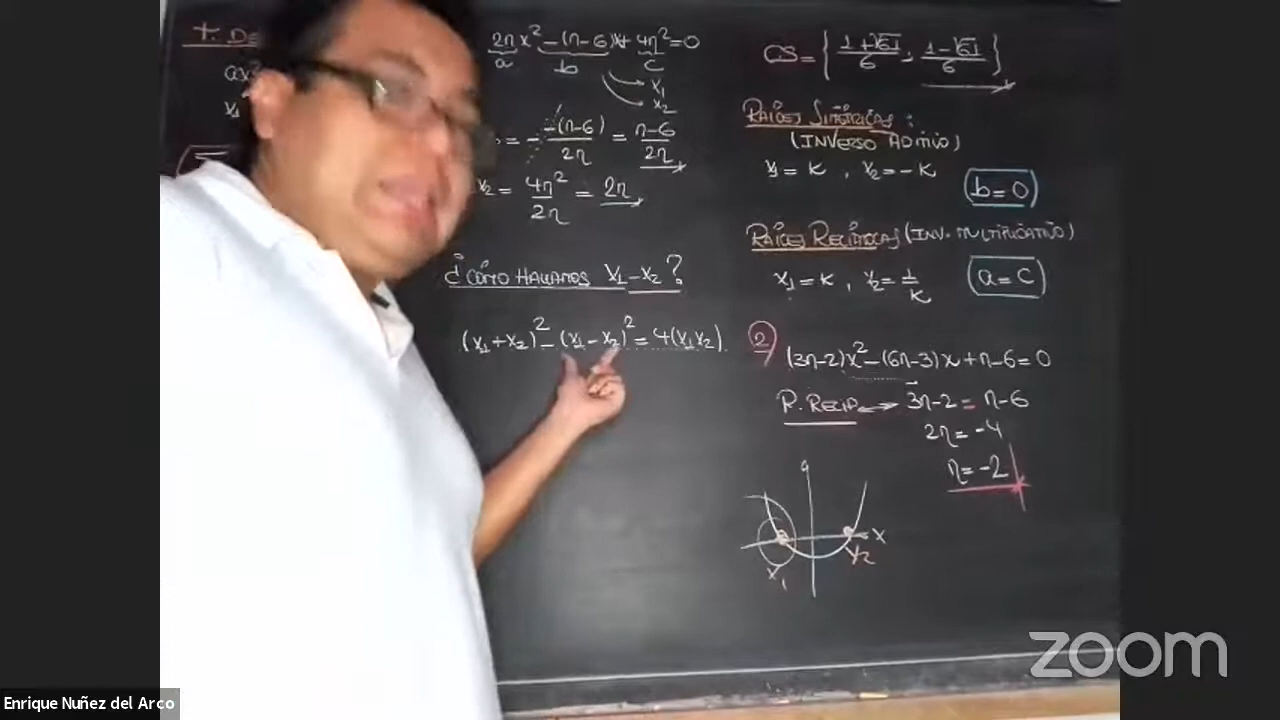 T. DE
ax²
x₁
2n x² -(n-6)x + 4n² = 0
a b c
x₁
x₂
= - -(n-6)/2n = n-6/2n
x₂ = 4n²/2n = 2n
¿CÓMO HALLAMOS x₁-x₂?
(x₁+x₂)² - (x₁-x₂)² = 4(x₁x₂)
CS = { 1+√61/6 , 1-√61/6 }
RAÍCES SIMÉTRICAS:
(INVERSO ADITIVO)
x₁ = K , x₂ = -K
b = 0
RAÍCES RECÍPROCAS (INV. MULTIPLICATIVO)
x₁ = K , x₂ = 1/K
a = c
2
(3n-2)x² - (6n-3)x + n-6 = 0
R. RECIP ↔ 3n-2 = n-6
2n = -4
n = -2
x
x₁
x₂
zoom
Enrique Nuñez del Arco